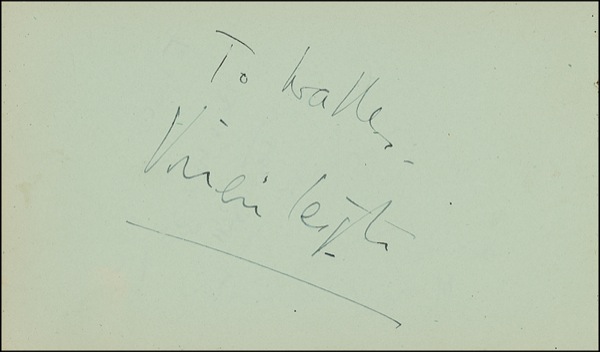 To Walter.
Vivien Leigh